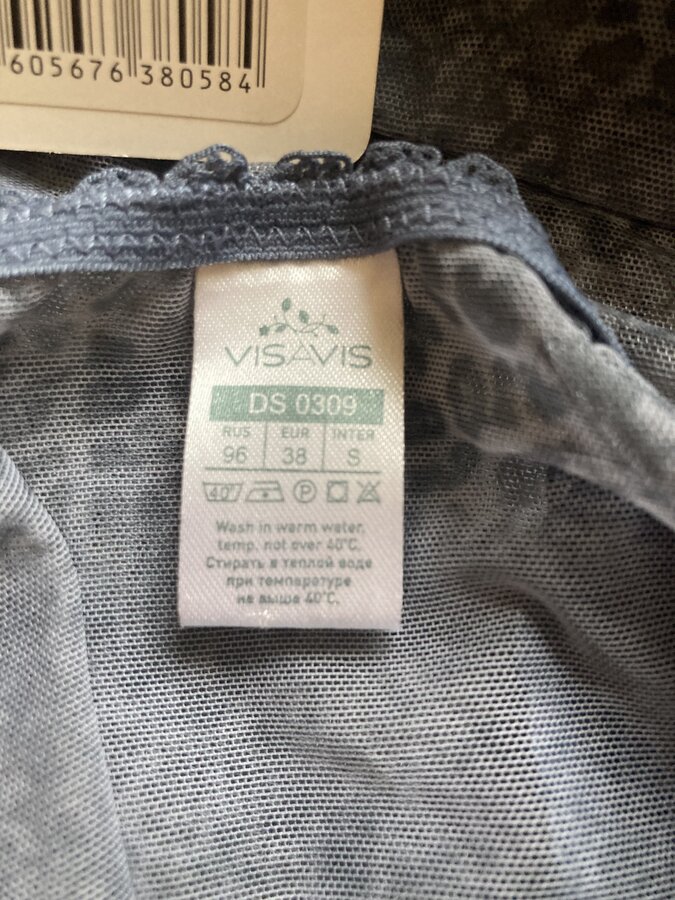 605676 380584
VISAVIS
DS 0309
RUS EUR INTER
96 38 S
40° P
Wash in warm water.
temp. not over 40°C.
Стирать в теплой воде
при температуре
не выше 40°C.